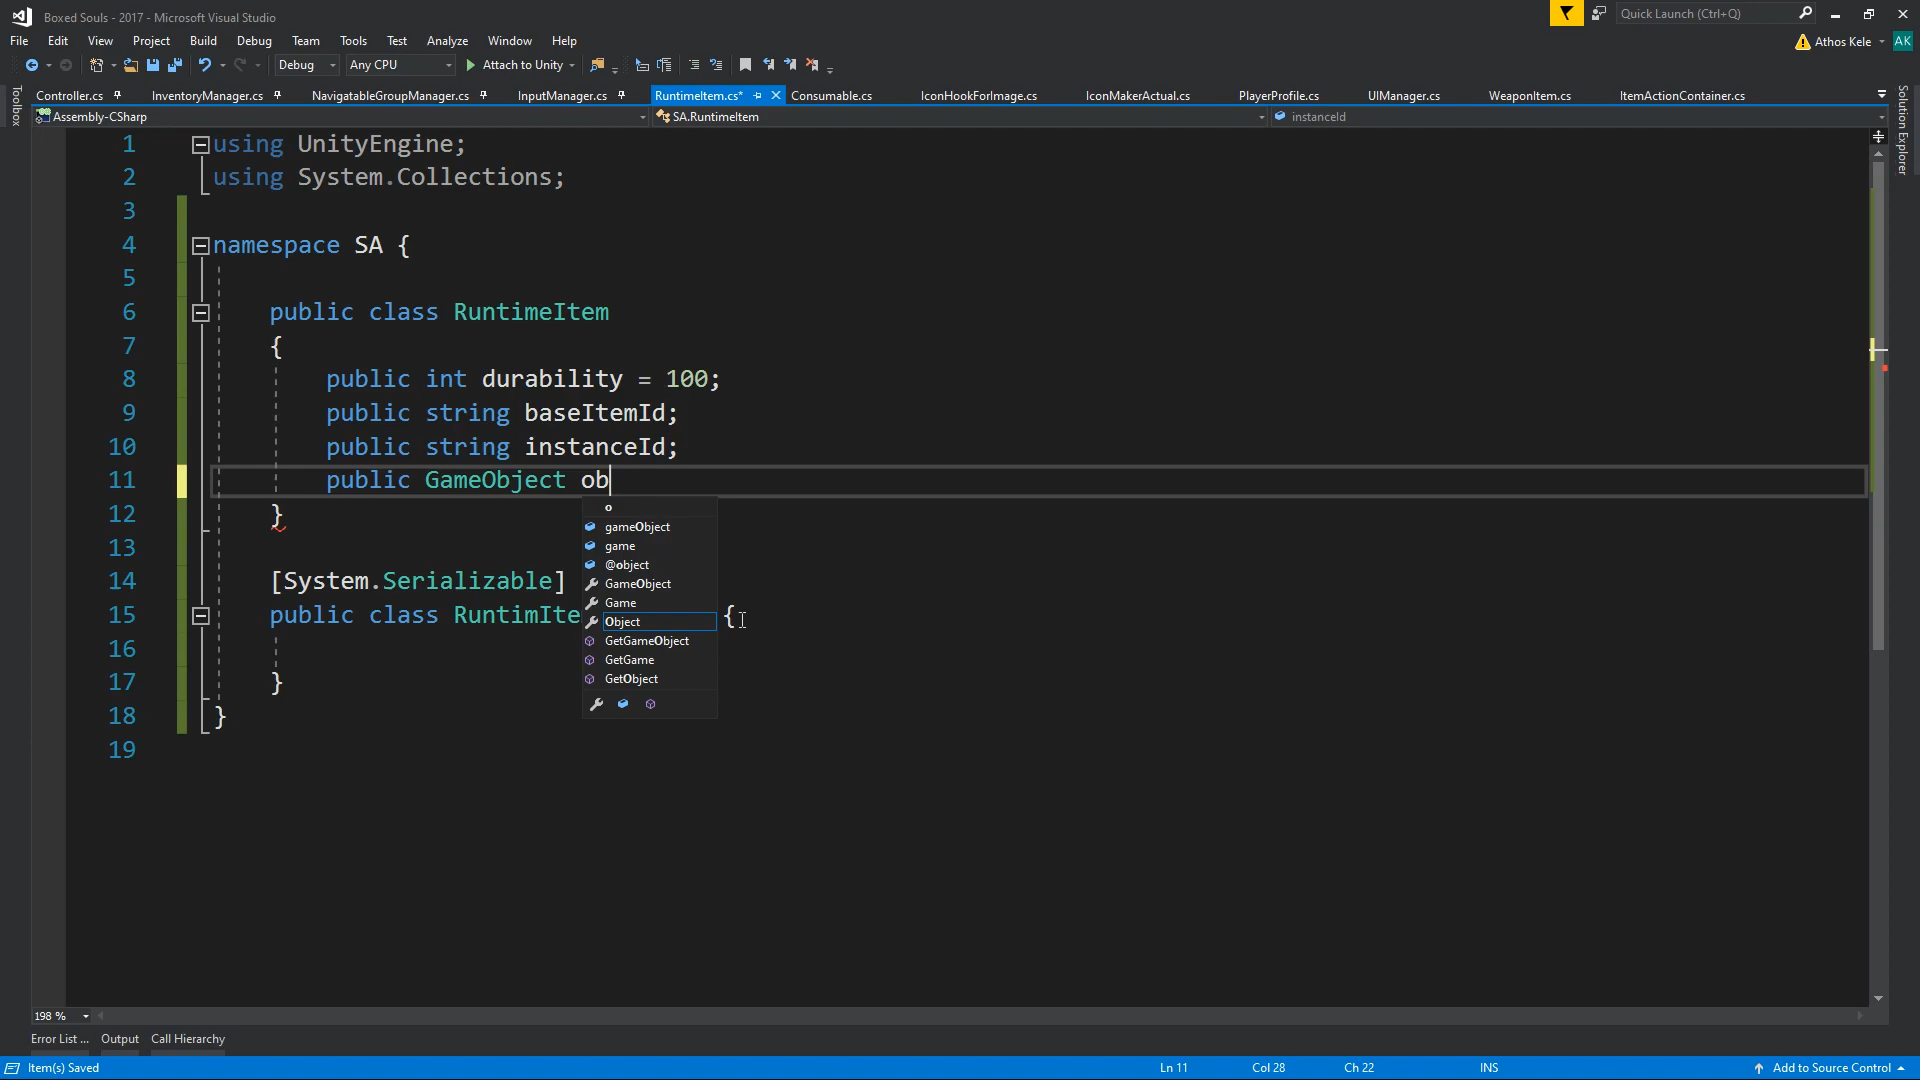 Boxed Souls - 2017 - Microsoft Visual Studio
Quick Launch (Ctrl+Q)
File Edit View Project Build Debug Team Tools Test Analyze Window Help
Athos Kele AK
Debug Any CPU Attach to Unity
Toolbox
Controller.cs InventoryManager.cs NavigatableGroupManager.cs InputManager.cs RuntimeItem.cs* Consumable.cs IconHookForImage.cs IconMakerActual.cs PlayerProfile.cs UIManager.cs WeaponItem.cs ItemActionContainer.cs
Solution Explorer
Assembly-CSharp SA.RuntimeItem instanceId
1 using UnityEngine;
2 using System.Collections;
3
4 namespace SA {
5
6 public class RuntimeItem
7 {
8 public int durability = 100;
9 public string baseItemId;
10 public string instanceId;
11 public GameObject ob
12 }
13
14 [System.Serializable]
15 public class RuntimIte {
16
17 }
18 }
19
o
gameObject
game
@object
GameObject
Game
Object
GetGameObject
GetGame
GetObject
198 %
Error List ... Output Call Hierarchy
Item(s) Saved Ln 11 Col 28 Ch 22 INS Add to Source Control